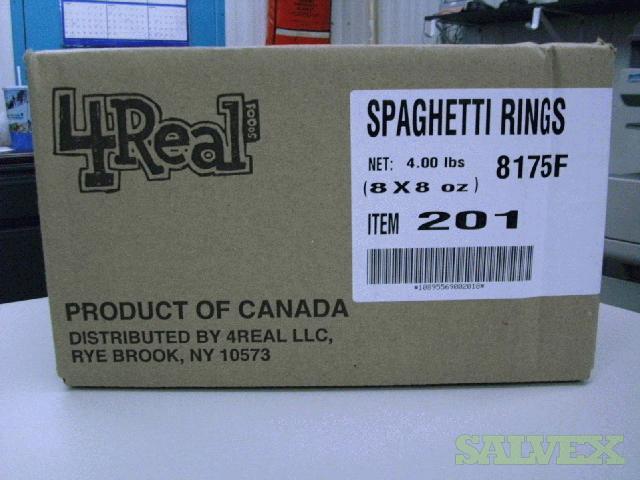 4Real
FOODS
SPAGHETTI RINGS
NET: 4.00 lbs 8175F
(8 X 8 oz)
ITEM 201
*10895569002018*
PRODUCT OF CANADA
DISTRIBUTED BY 4REAL LLC,
RYE BROOK, NY 10573
SALVEX